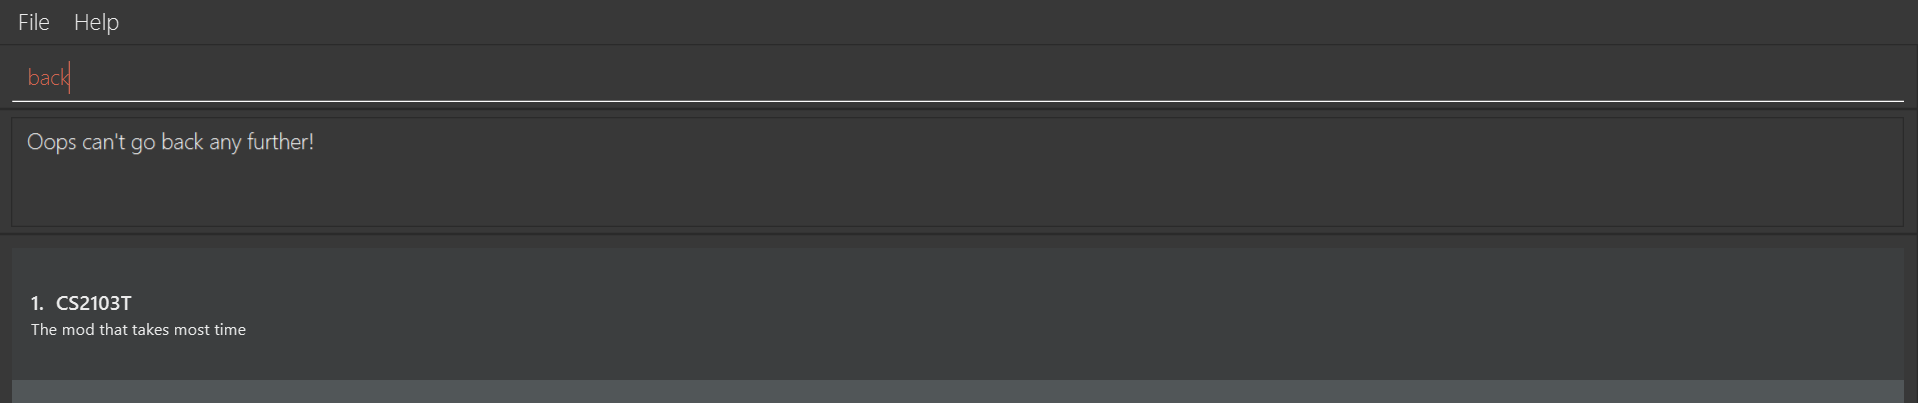 File Help
back
Oops can't go back any further!
1. CS2103T
The mod that takes most time